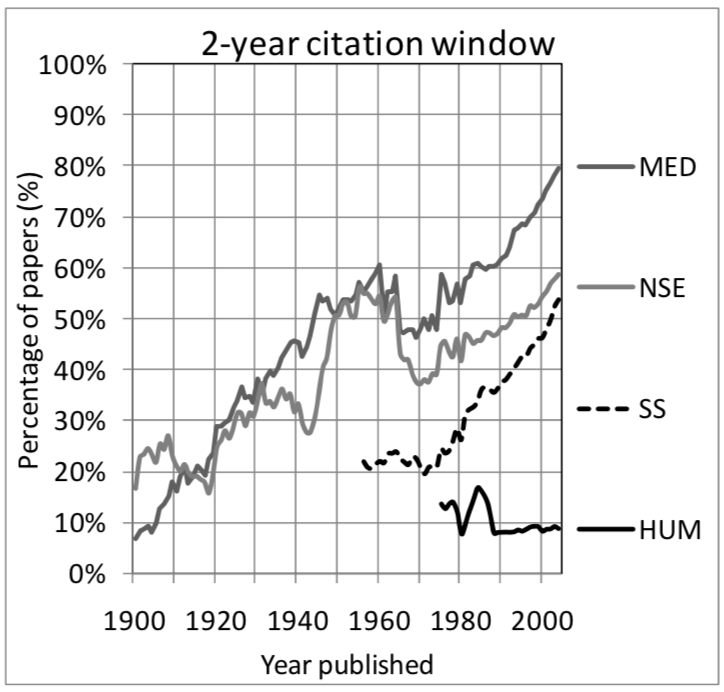 2-year citation window
100%
90%
80%
70%
60%
50%
40%
30%
20%
10%
0%
Percentage of papers (%)
1900 1920 1940 1960 1980 2000
Year published
MED
NSE
SS
HUM